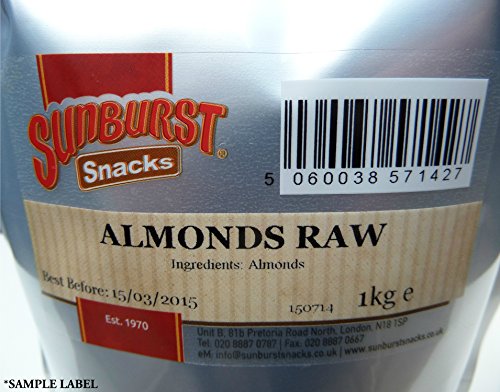 SUNBURST®
Snacks
5 060038 571427
ALMONDS RAW
Ingredients: Almonds
Best Before: 15/03/2015
150714 1kg e
Est. 1970
Unit B, 81b Pretoria Road North, London, N18 1SP
Tel: 020 8887 0787 / Fax: 020 8887 0667
eM: info@sunburstsnacks.co.uk / www.sunburstsnacks.co.uk
*SAMPLE LABEL